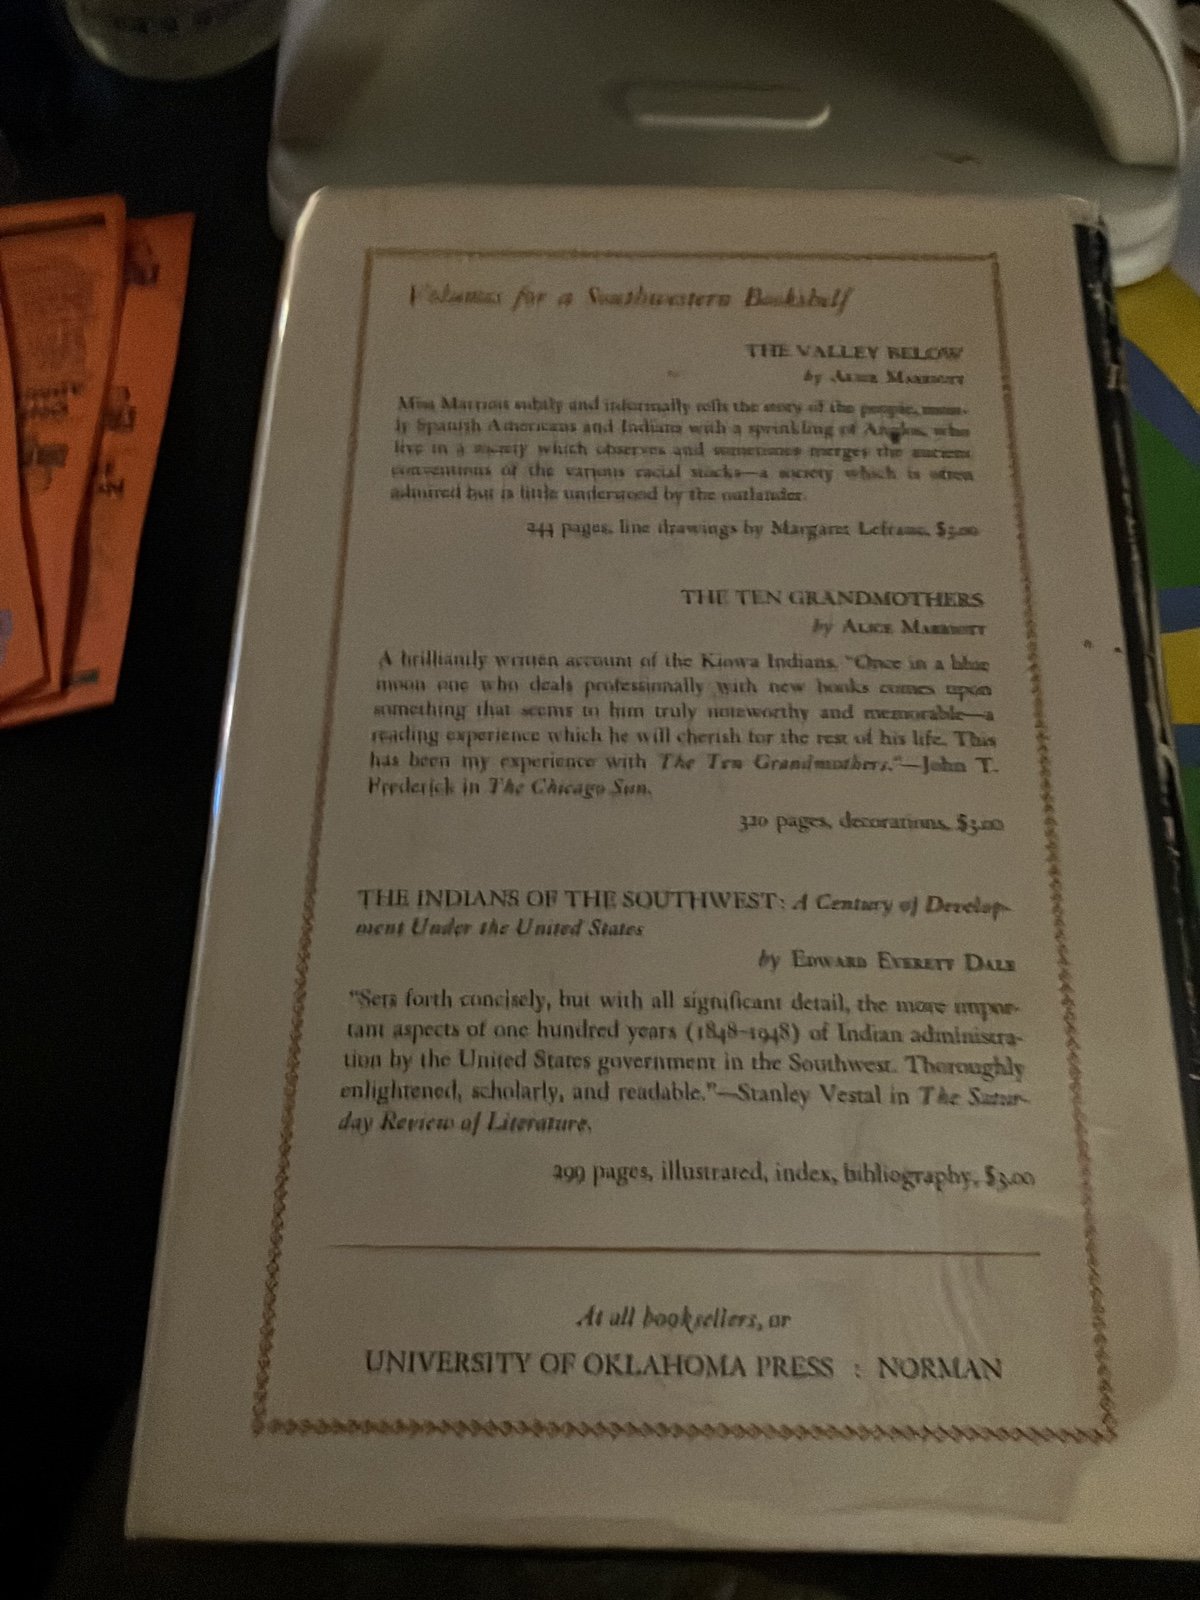 Volumes for a Southwestern Bookshelf
THE VALLEY BELOW
by ALICE MARRIOTT
Miss Marriott subtly and informally tells the story of the people, main-
ly Spanish Americans and Indians with a sprinkling of Anglos, who
live in a society which observes and sometimes merges the ancient
conventions of the various racial stocks—a society which is often
admired but is little understood by the outlander.
244 pages, line drawings by Margaret Lefranc, $3.00
THE TEN GRANDMOTHERS
by ALICE MARRIOTT
A brilliantly written account of the Kiowa Indians. "Once in a blue
moon one who deals professionally with new books comes upon
something that seems to him truly noteworthy and memorable—a
reading experience which he will cherish for the rest of his life. This
has been my experience with The Ten Grandmothers."—John T.
Frederick in The Chicago Sun.
320 pages, decorations, $3.00
THE INDIANS OF THE SOUTHWEST: A Century of Develop-
ment Under the United States
by EDWARD EVERETT DALE
"Sets forth concisely, but with all significant detail, the more impor-
tant aspects of one hundred years (1848–1948) of Indian administra-
tion by the United States government in the Southwest. Thoroughly
enlightened, scholarly, and readable."—Stanley Vestal in The Satur-
day Review of Literature.
299 pages, illustrated, index, bibliography, $3.00
At all booksellers, or
UNIVERSITY OF OKLAHOMA PRESS : NORMAN